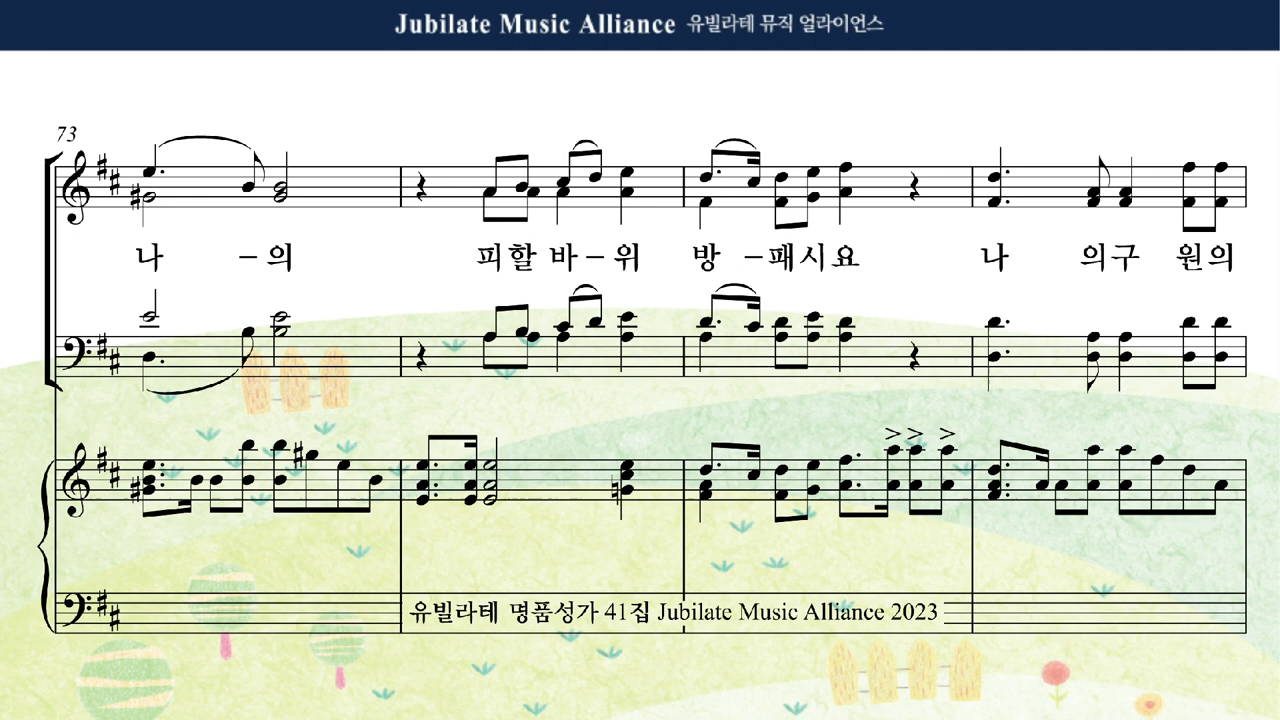 Jubilate Music Alliance 유빌라테 뮤직 얼라이언스
73
나 – 의 피할 바 – 위 방 – 패시요 나 의구 원의
유빌라테 명품성가 41집 Jubilate Music Alliance 2023